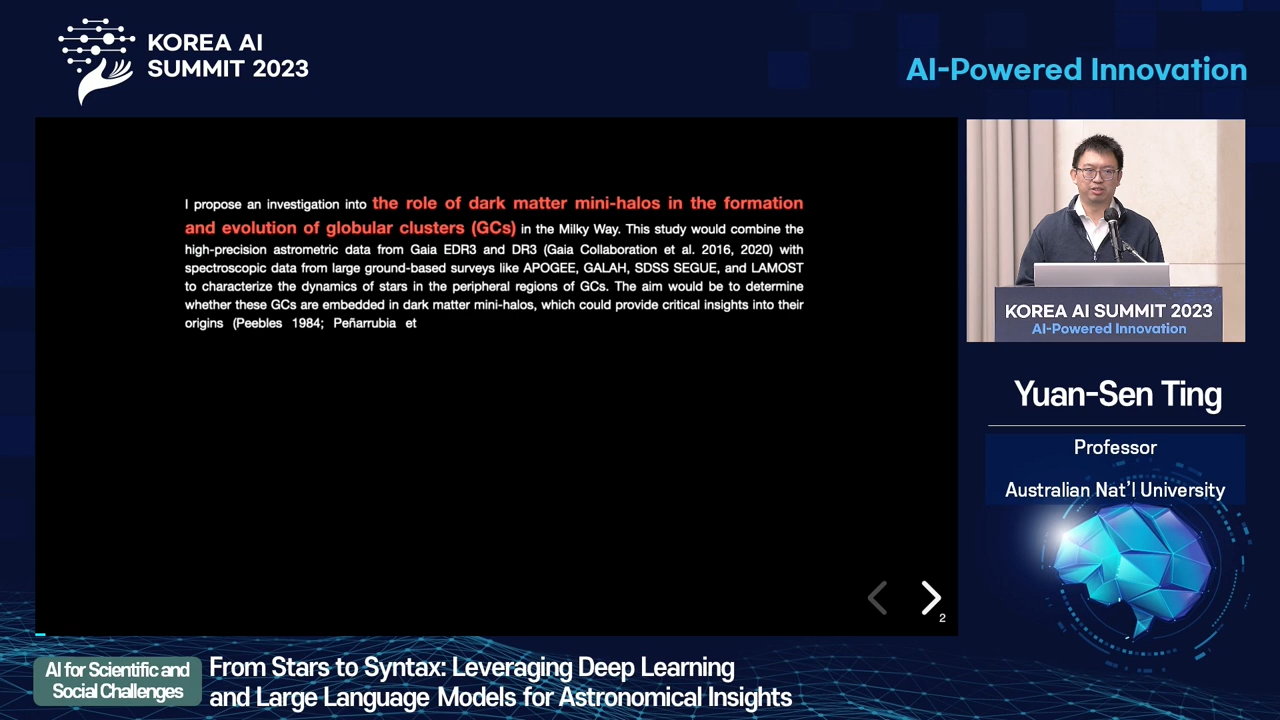 KOREA AI
SUMMIT 2023
AI-Powered Innovation
I propose an investigation into the role of dark matter mini-halos in the formation
and evolution of globular clusters (GCs) in the Milky Way. This study would combine the
high-precision astrometric data from Gaia EDR3 and DR3 (Gaia Collaboration et al. 2016, 2020) with
spectroscopic data from large ground-based surveys like APOGEE, GALAH, SDSS SEGUE, and LAMOST
to characterize the dynamics of stars in the peripheral regions of GCs. The aim would be to determine
whether these GCs are embedded in dark matter mini-halos, which could provide critical insights into their
origins (Peebles 1984; Peñarrubia et
2
KOREA AI SUMMIT 2023
AI-Powered Innovation
Yuan-Sen Ting
Professor
Australian Nat'l University
AI for Scientific and
Social Challenges
From Stars to Syntax: Leveraging Deep Learning
and Large Language Models for Astronomical Insights